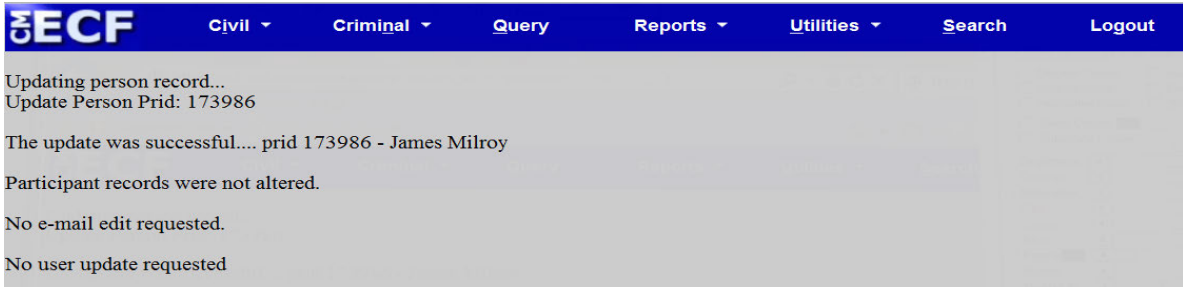 CM ECF Civil Criminal Query Reports Utilities Search Logout
Updating person record...
Update Person Prid: 173986
The update was successful.... prid 173986 - James Milroy
Participant records were not altered.
No e-mail edit requested.
No user update requested